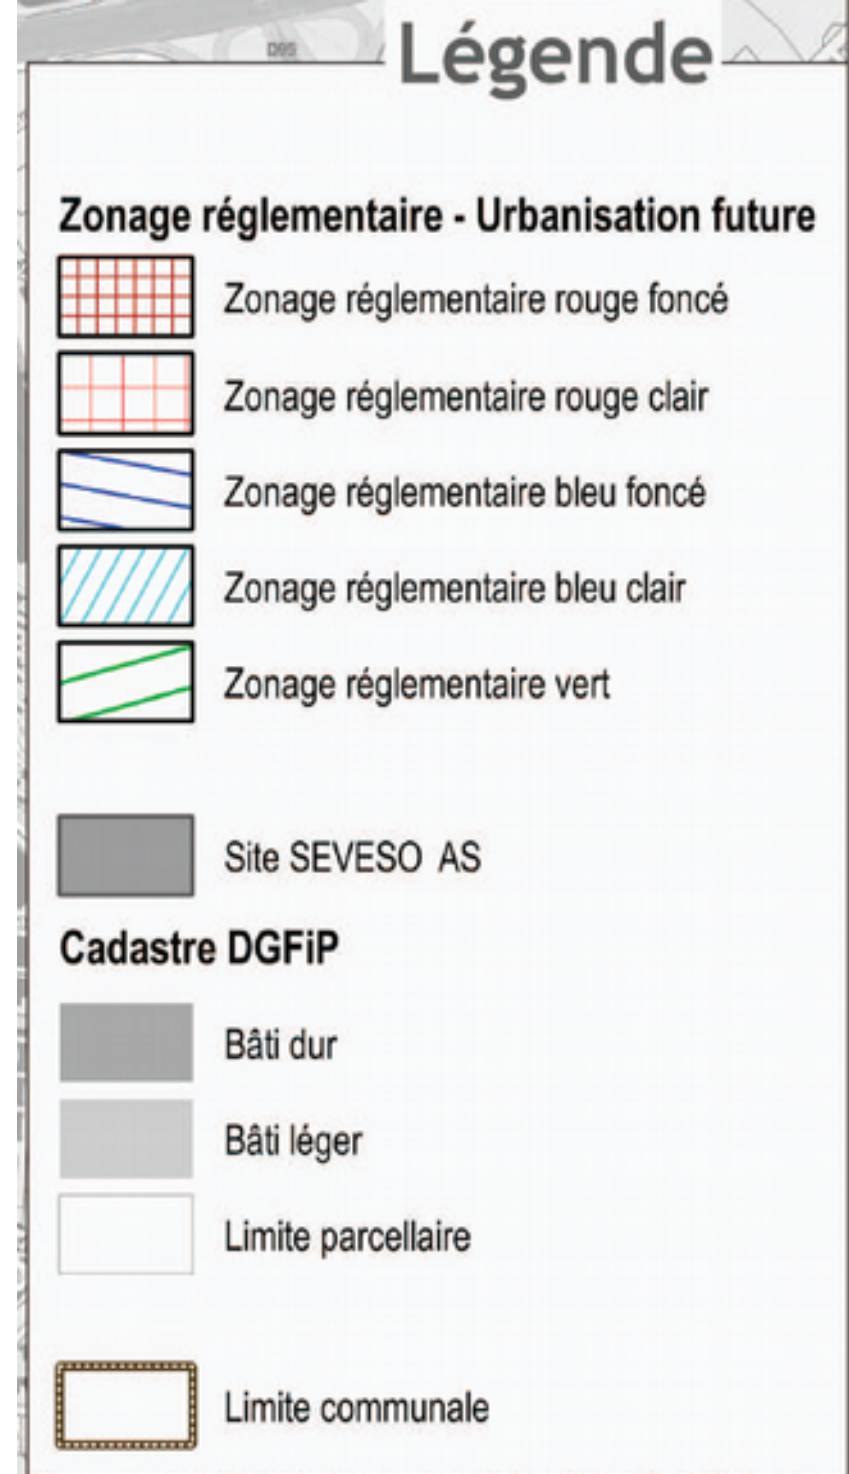 D95
Légende
Zonage réglementaire - Urbanisation future
Zonage réglementaire rouge foncé
Zonage réglementaire rouge clair
Zonage réglementaire bleu foncé
Zonage réglementaire bleu clair
Zonage réglementaire vert
Site SEVESO AS
Cadastre DGFiP
Bâti dur
Bâti léger
Limite parcellaire
Limite communale